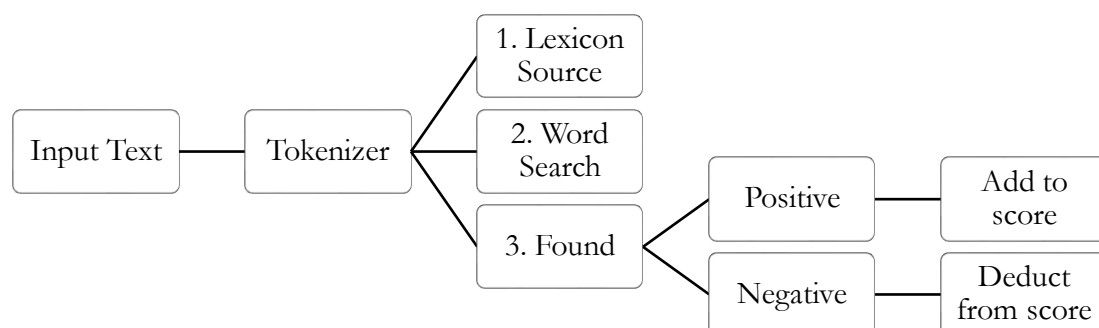 Input Text
Tokenizer
1. Lexicon
Source
2. Word
Search
3. Found
Positive
Add to
score
Negative
Deduct
from score